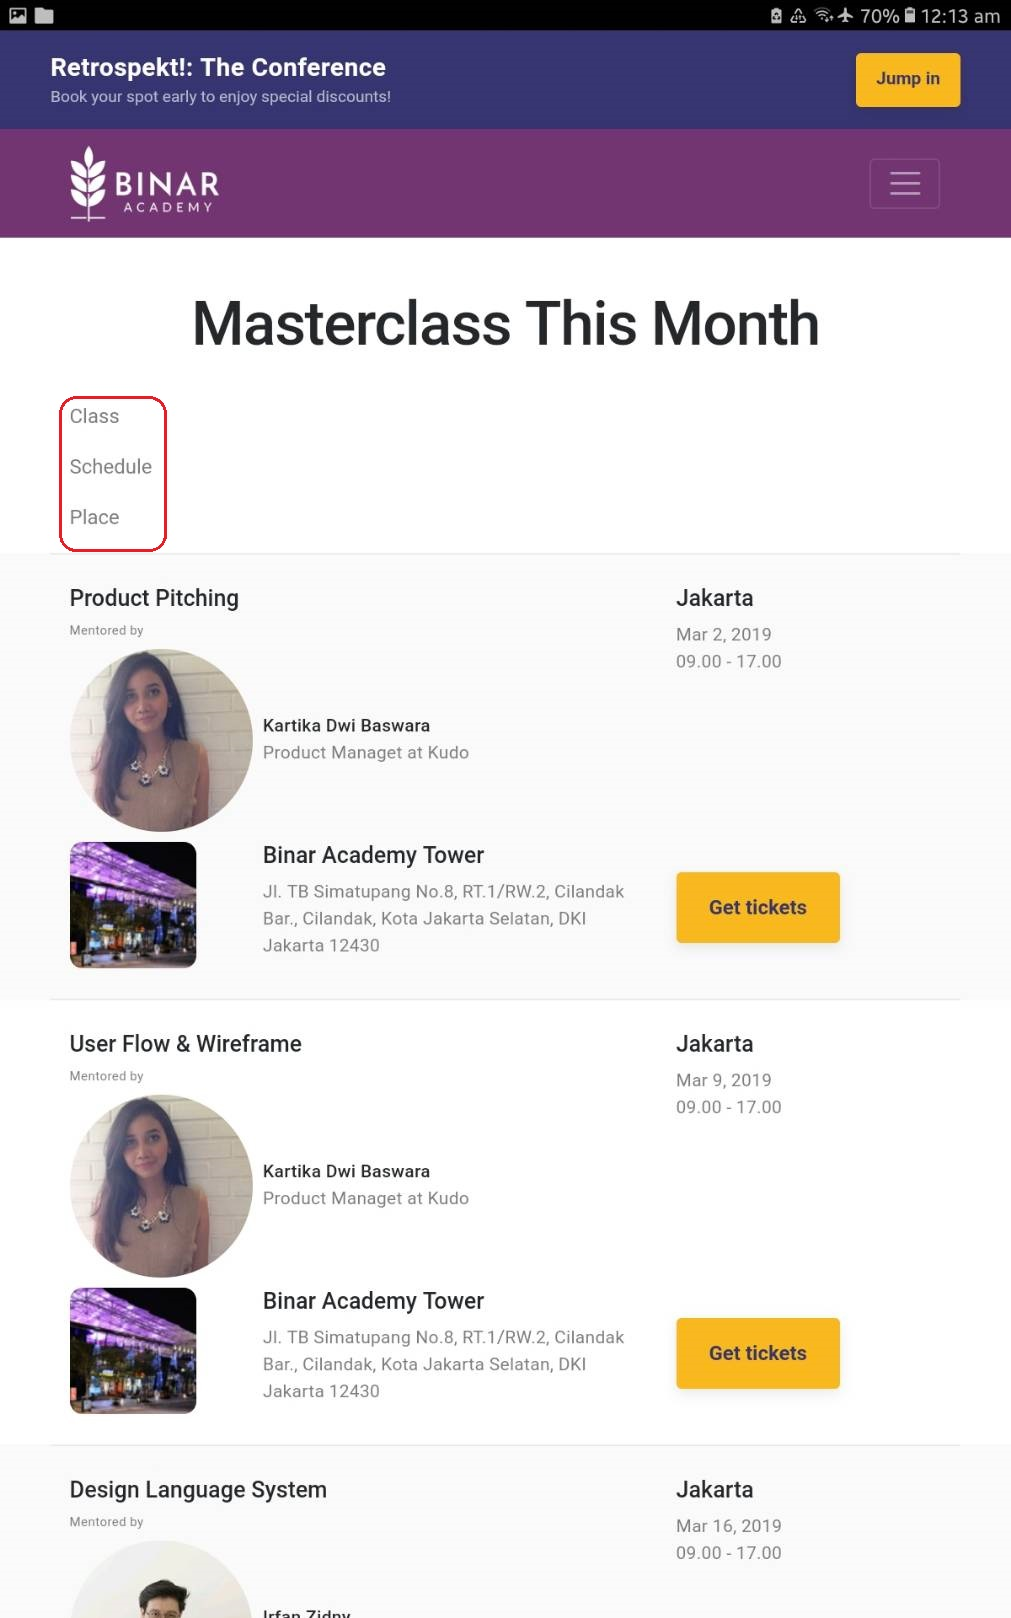 70% 12:13 am
Retrospekt!: The Conference
Book your spot early to enjoy special discounts!
Jump in
BINAR
ACADEMY
Masterclass This Month
Class
Schedule
Place
Product Pitching
Mentored by
Kartika Dwi Baswara
Product Managet at Kudo
Jakarta
Mar 2, 2019
09.00 - 17.00
Binar Academy Tower
Jl. TB Simatupang No.8, RT.1/RW.2, Cilandak
Bar., Cilandak, Kota Jakarta Selatan, DKI
Jakarta 12430
Get tickets
User Flow & Wireframe
Mentored by
Kartika Dwi Baswara
Product Managet at Kudo
Jakarta
Mar 9, 2019
09.00 - 17.00
Binar Academy Tower
Jl. TB Simatupang No.8, RT.1/RW.2, Cilandak
Bar., Cilandak, Kota Jakarta Selatan, DKI
Jakarta 12430
Get tickets
Design Language System
Mentored by
Jakarta
Mar 16, 2019
09.00 - 17.00
Irfan Zidny